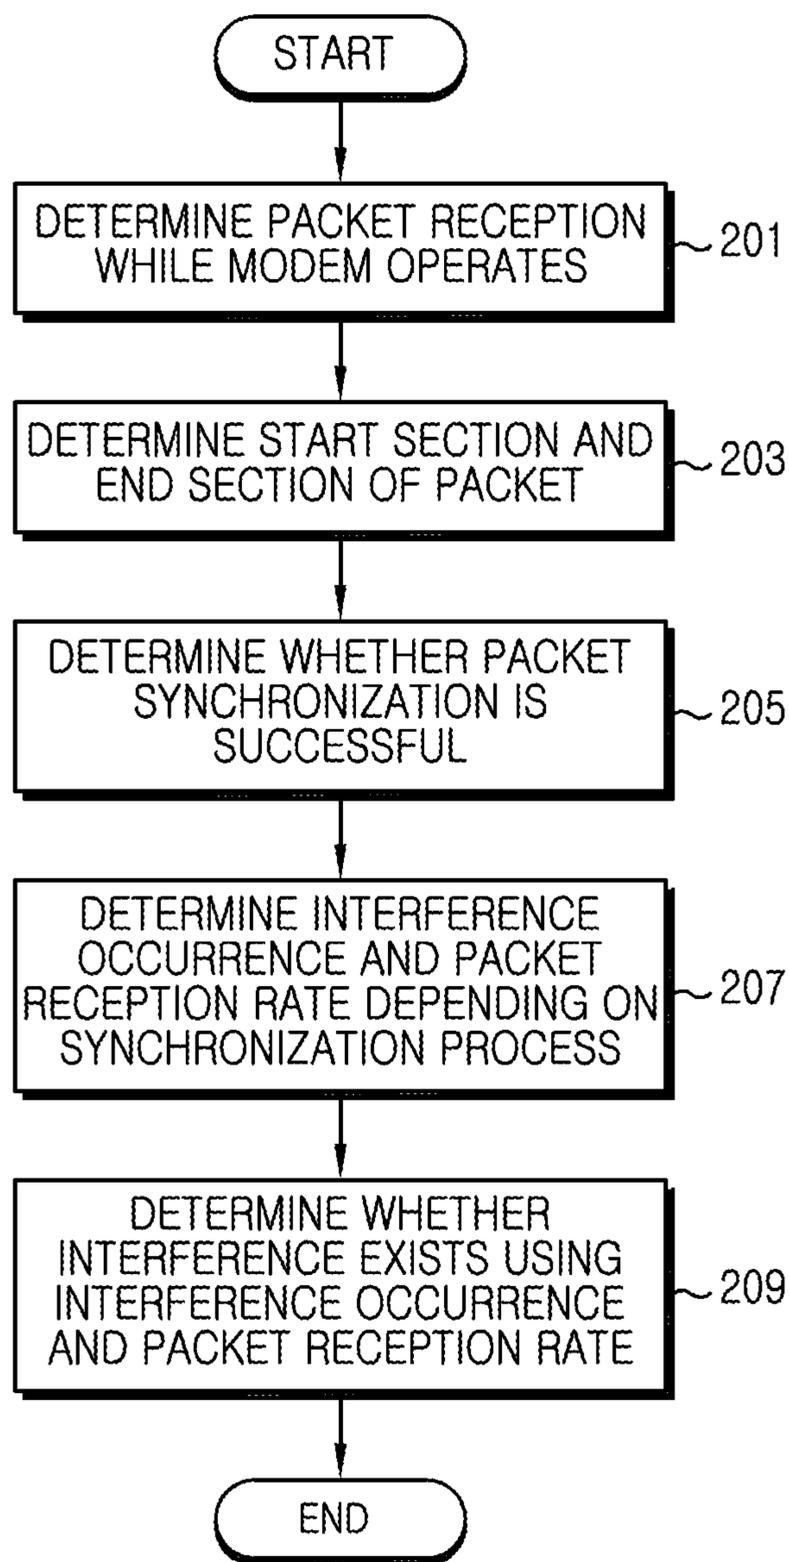 START
DETERMINE PACKET RECEPTION
WHILE MODEM OPERATES
201
DETERMINE START SECTION AND
END SECTION OF PACKET
203
DETERMINE WHETHER PACKET
SYNCHRONIZATION IS
SUCCESSFUL
205
DETERMINE INTERFERENCE
OCCURRENCE AND PACKET
RECEPTION RATE DEPENDING ON
SYNCHRONIZATION PROCESS
207
DETERMINE WHETHER
INTERFERENCE EXISTS USING
INTERFERENCE OCCURRENCE
AND PACKET RECEPTION RATE
209
END